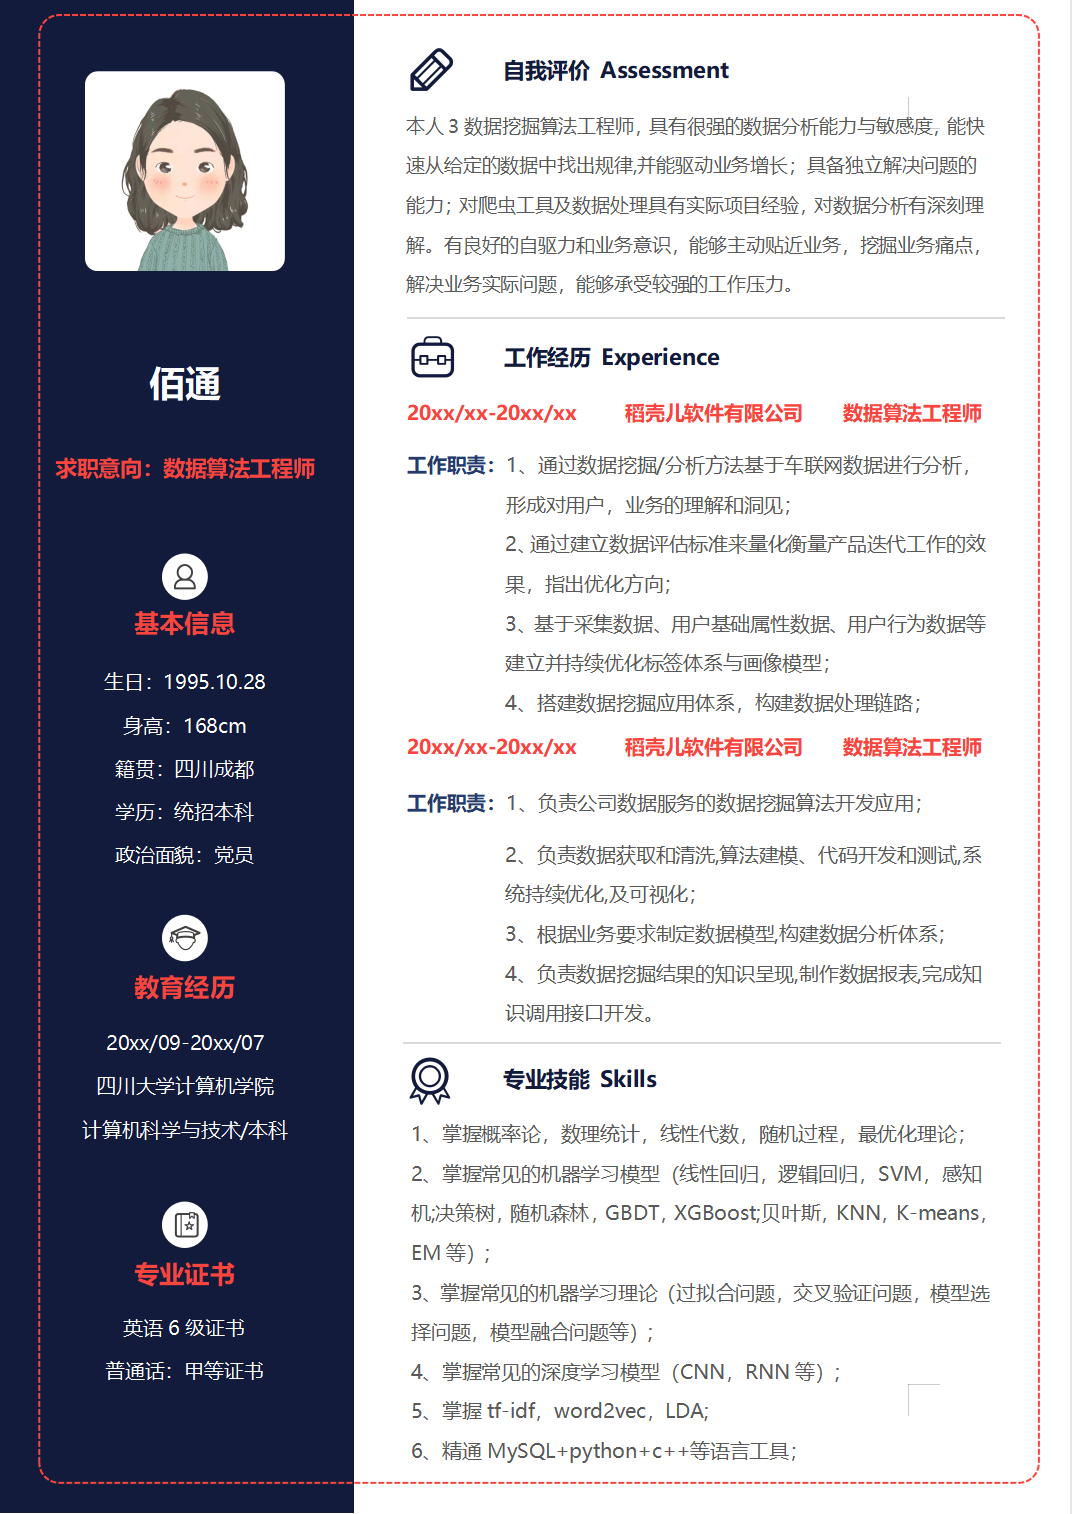 佰通
求职意向：数据算法工程师
基本信息
生日：1995.10.28
身高：168cm
籍贯：四川成都
学历：统招本科
政治面貌：党员
教育经历
20xx/09-20xx/07
四川大学计算机学院
计算机科学与技术/本科
专业证书
英语 6 级证书
普通话：甲等证书
自我评价 Assessment
本人 3 数据挖掘算法工程师，具有很强的数据分析能力与敏感度，能快
速从给定的数据中找出规律,并能驱动业务增长；具备独立解决问题的
能力；对爬虫工具及数据处理具有实际项目经验，对数据分析有深刻理
解。有良好的自驱力和业务意识，能够主动贴近业务，挖掘业务痛点，
解决业务实际问题，能够承受较强的工作压力。
工作经历 Experience
20xx/xx-20xx/xx 稻壳儿软件有限公司 数据算法工程师
工作职责：1、通过数据挖掘/分析方法基于车联网数据进行分析，
形成对用户，业务的理解和洞见；
2、通过建立数据评估标准来量化衡量产品迭代工作的效
果，指出优化方向；
3、基于采集数据、用户基础属性数据、用户行为数据等
建立并持续优化标签体系与画像模型；
4、搭建数据挖掘应用体系，构建数据处理链路；
20xx/xx-20xx/xx 稻壳儿软件有限公司 数据算法工程师
工作职责：1、负责公司数据服务的数据挖掘算法开发应用；
2、负责数据获取和清洗,算法建模、代码开发和测试,系
统持续优化,及可视化；
3、根据业务要求制定数据模型,构建数据分析体系；
4、负责数据挖掘结果的知识呈现,制作数据报表,完成知
识调用接口开发。
专业技能 Skills
1、掌握概率论，数理统计，线性代数，随机过程，最优化理论；
2、掌握常见的机器学习模型（线性回归，逻辑回归，SVM，感知
机;决策树，随机森林，GBDT，XGBoost;贝叶斯，KNN，K-means，
EM 等）;
3、掌握常见的机器学习理论（过拟合问题，交叉验证问题，模型选
择问题，模型融合问题等）;
4、掌握常见的深度学习模型（CNN，RNN 等）;
5、掌握 tf-idf，word2vec，LDA;
6、精通 MySQL+python+c++等语言工具；